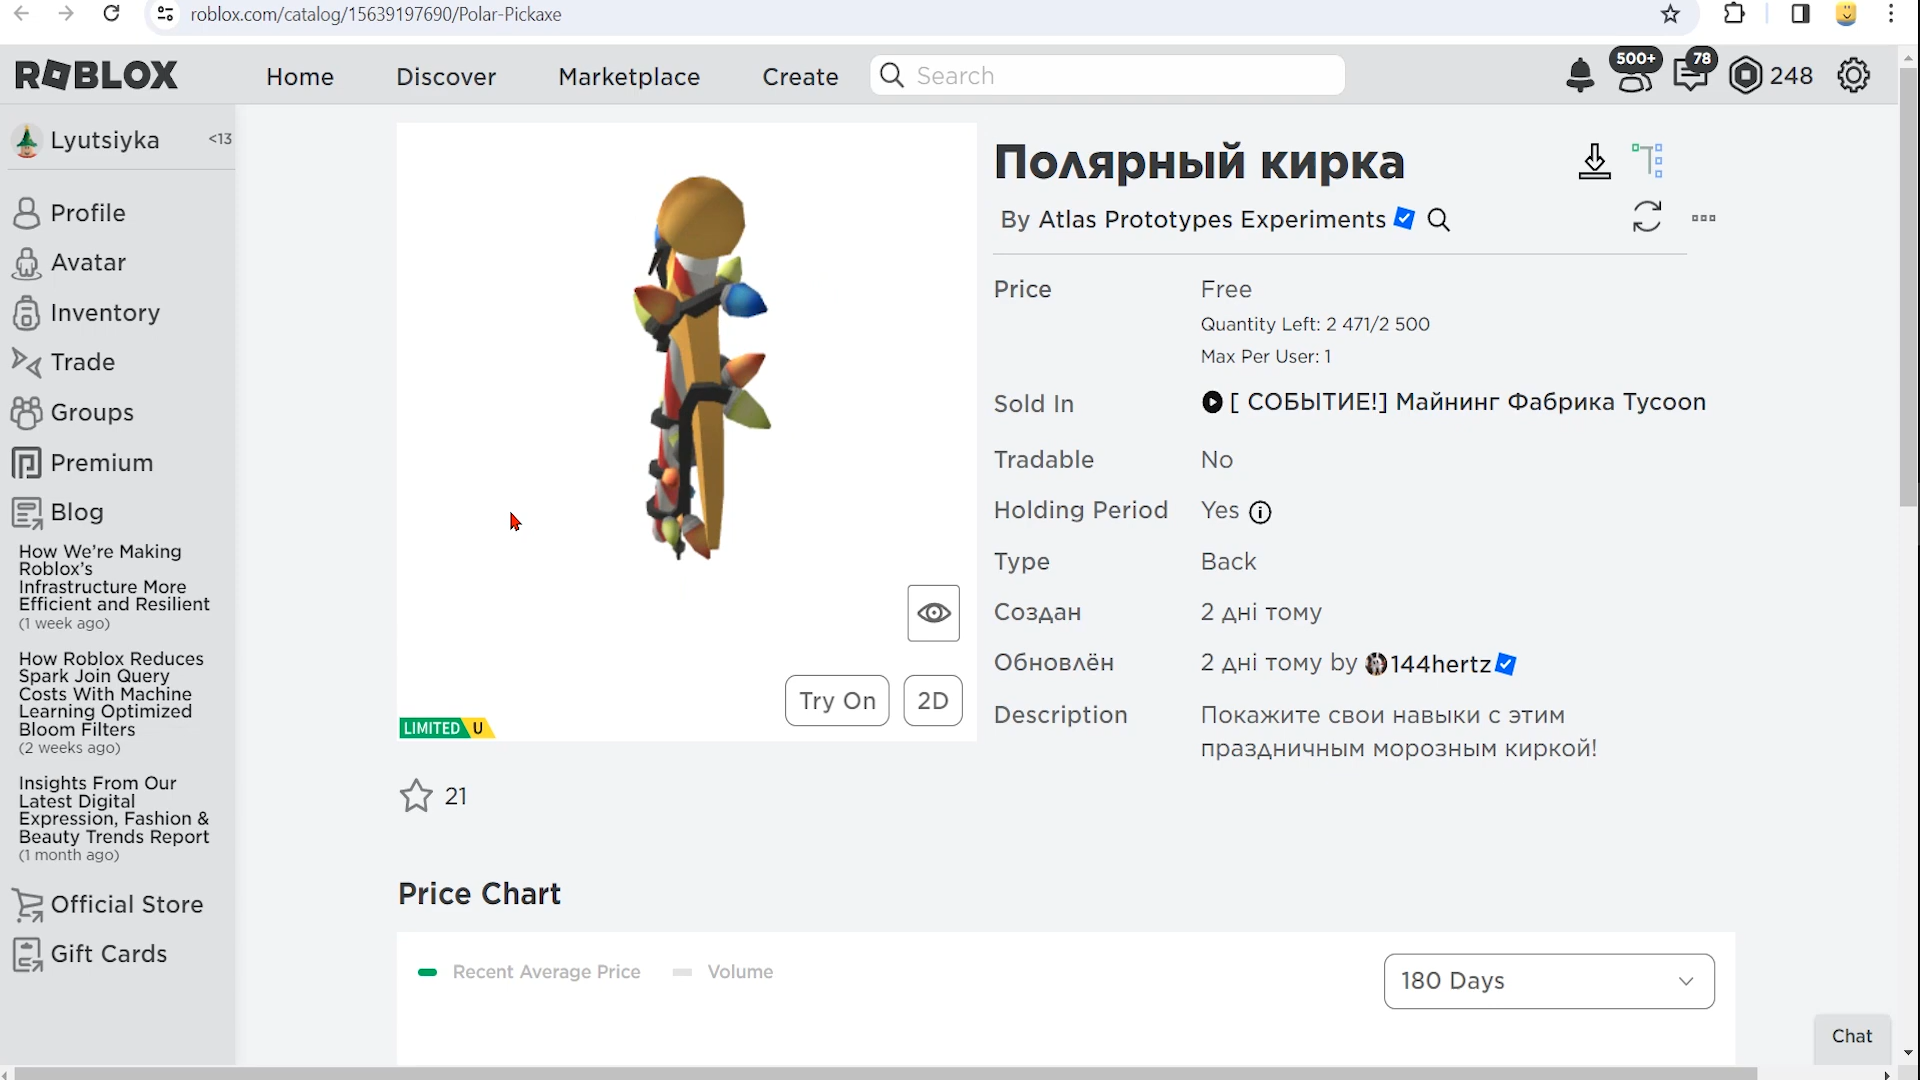 roblox.com/catalog/15639197690/Polar-Pickaxe
ROBLOX
Home
Discover
Marketplace
Create
Search
500+
78
248
Lyutsiyka
<13
Profile
Avatar
Inventory
Trade
Groups
Premium
Blog
How We're Making
Roblox's
Infrastructure More
Efficient and Resilient
(1 week ago)
How Roblox Reduces
Spark Join Query
Costs With Machine
Learning Optimized
Bloom Filters
(2 weeks ago)
Insights From Our
Latest Digital
Expression, Fashion &
Beauty Trends Report
(1 month ago)
Official Store
Gift Cards
Try On
2D
LIMITED U
21
Полярный кирка
By Atlas Prototypes Experiments
Price
Free
Quantity Left: 2 471/2 500
Max Per User: 1
Sold In
[ СОБЫТИЕ!] Майнинг Фабрика Tycoon
Tradable
No
Holding Period
Yes
Type
Back
Создан
2 дні тому
Обновлён
2 дні тому by 144hertz
Description
Покажите свои навыки с этим
праздничным морозным киркой!
Price Chart
Recent Average Price
Volume
180 Days
Chat